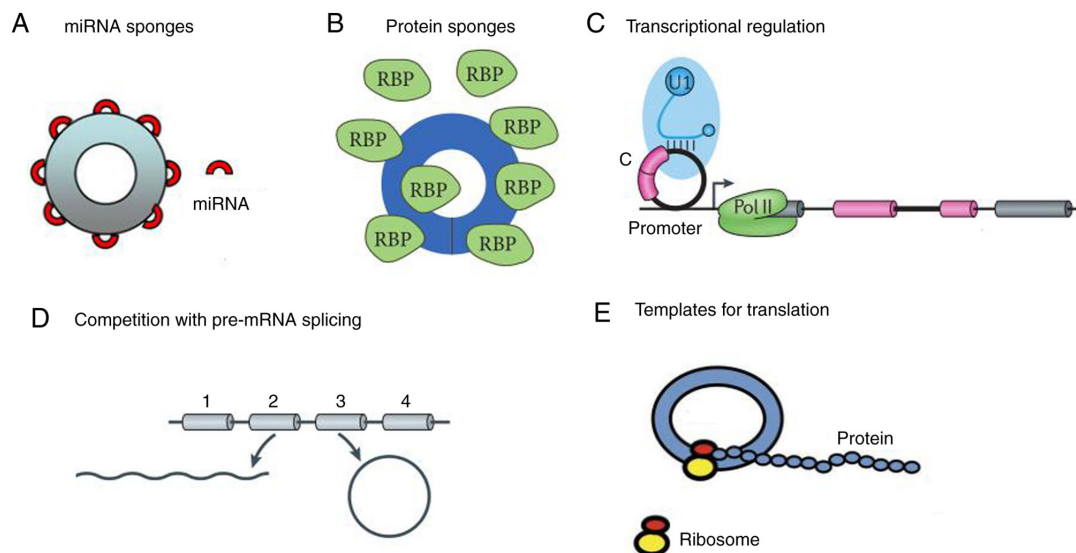 A miRNA sponges
miRNA
B Protein sponges
RBP
RBP
RBP
RBP
RBP
RBP
RBP
RBP
C Transcriptional regulation
U1
C
Pol II
Promoter
D Competition with pre-mRNA splicing
1 2 3 4
E Templates for translation
Protein
Ribosome